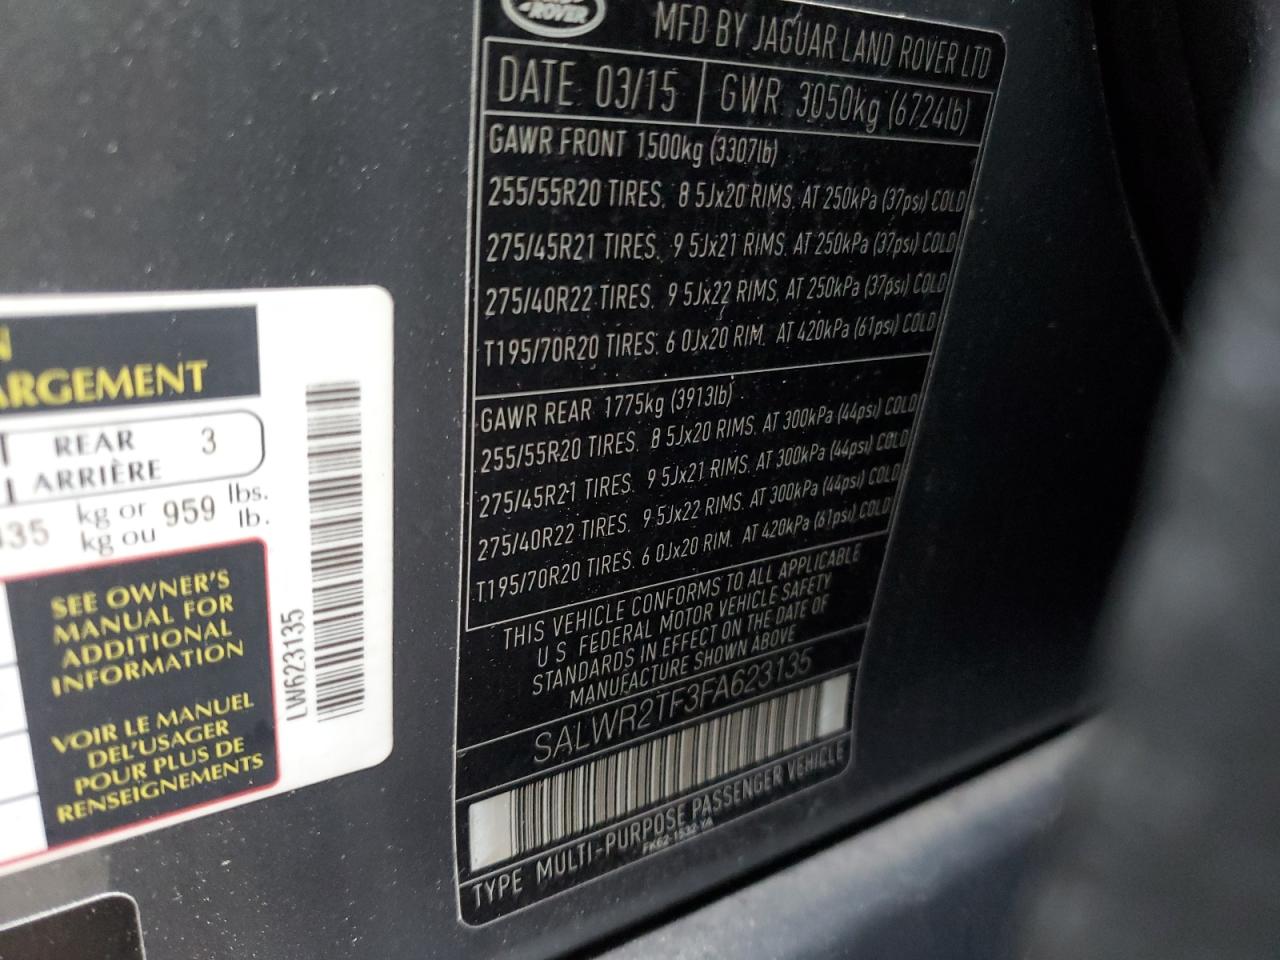 ROVER
MFD BY JAGUAR LAND ROVER LTD
DATE 03/15 GWR 3050kg (6724lb)
GAWR FRONT 1500kg (3307lb)
255/55R20 TIRES. 8 5Jx20 RIMS. AT 250kPa (37psi) COLD
275/45R21 TIRES. 9 5Jx21 RIMS. AT 250kPa (37psi) COLD
275/40R22 TIRES. 9 5Jx22 RIMS. AT 250kPa (37psi) COLD
T195/70R20 TIRES. 6 0Jx20 RIM. AT 420kPa (61psi) COLD
GAWR REAR 1775kg (3913lb)
255/55R20 TIRES. 8 5Jx20 RIMS. AT 300kPa (44psi) COLD
275/45R21 TIRES. 9 5Jx21 RIMS. AT 300kPa (44psi) COLD
275/40R22 TIRES. 9 5Jx22 RIMS. AT 300kPa (44psi) COLD
T195/70R20 TIRES. 6 0Jx20 RIM. AT 420kPa (61psi) COLD
THIS VEHICLE CONFORMS TO ALL APPLICABLE
U S FEDERAL MOTOR VEHICLE SAFETY
STANDARDS IN EFFECT ON THE DATE OF
MANUFACTURE SHOWN ABOVE
SALWR2TF3FA623135
TYPE MULTI-PURPOSE PASSENGER VEHICLE
FK62-1532-YA
N
ARGEMENT
REAR 3
ARRIÈRE
435 kg or 959 lbs.
kg ou lb.
SEE OWNER'S
MANUAL FOR
ADDITIONAL
INFORMATION
VOIR LE MANUEL
DEL'USAGER
POUR PLUS DE
RENSEIGNEMENTS
LW623135